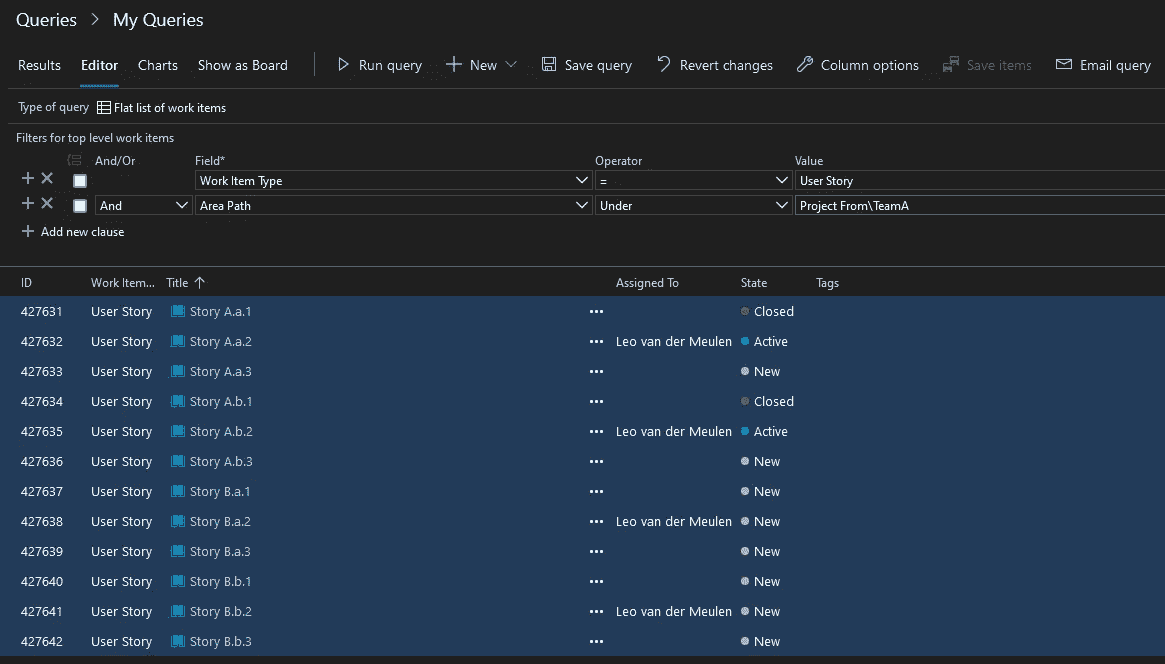 Queries > My Queries
Results Editor Charts Show as Board Run query New Save query Revert changes Column options Save items Email query
Type of query Flat list of work items
Filters for top level work items
And/Or Field* Operator Value
Work Item Type = User Story
And Area Path Under Project From\TeamA
Add new clause
ID Work Item... Title Assigned To State Tags
427631 User Story Story A.a.1 ••• Closed
427632 User Story Story A.a.2 ••• Leo van der Meulen Active
427633 User Story Story A.a.3 ••• New
427634 User Story Story A.b.1 ••• Closed
427635 User Story Story A.b.2 ••• Leo van der Meulen Active
427636 User Story Story A.b.3 ••• New
427637 User Story Story B.a.1 ••• New
427638 User Story Story B.a.2 ••• Leo van der Meulen New
427639 User Story Story B.a.3 ••• New
427640 User Story Story B.b.1 ••• New
427641 User Story Story B.b.2 ••• Leo van der Meulen New
427642 User Story Story B.b.3 ••• New